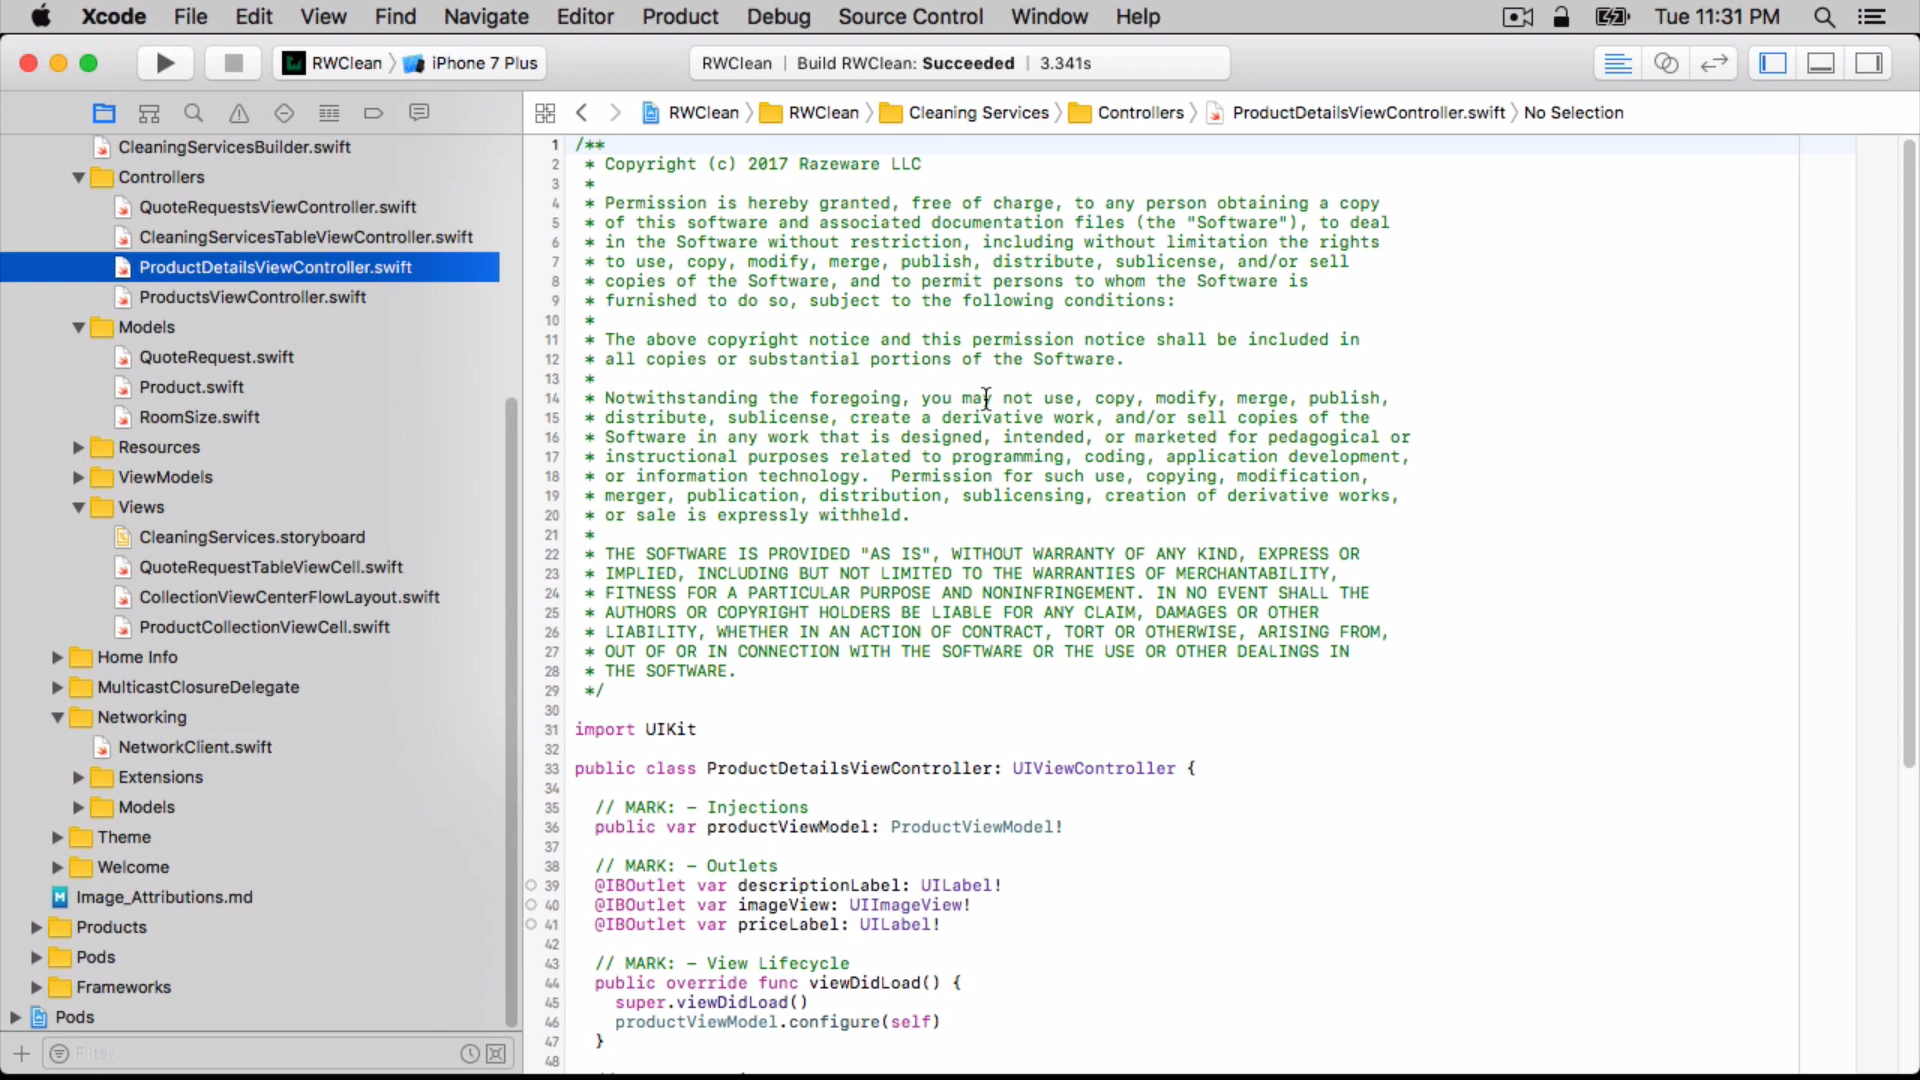 Xcode File Edit View Find Navigate Editor Product Debug Source Control Window Help Tue 11:31 PM
RWClean iPhone 7 Plus RWClean | Build RWClean: Succeeded | 3.341s
RWClean RWClean Cleaning Services Controllers ProductDetailsViewController.swift No Selection
CleaningServicesBuilder.swift
Controllers
QuoteRequestsViewController.swift
CleaningServicesTableViewController.swift
ProductDetailsViewController.swift
ProductsViewController.swift
Models
QuoteRequest.swift
Product.swift
RoomSize.swift
Resources
ViewModels
Views
CleaningServices.storyboard
QuoteRequestTableViewCell.swift
CollectionViewCenterFlowLayout.swift
ProductCollectionViewCell.swift
Home Info
MulticastClosureDelegate
Networking
NetworkClient.swift
Extensions
Models
Theme
Welcome
Image_Attributions.md
Products
Pods
Frameworks
Pods
Filter
1 /**
2 * Copyright (c) 2017 Razeware LLC
3 *
4 * Permission is hereby granted, free of charge, to any person obtaining a copy
5 * of this software and associated documentation files (the "Software"), to deal
6 * in the Software without restriction, including without limitation the rights
7 * to use, copy, modify, merge, publish, distribute, sublicense, and/or sell
8 * copies of the Software, and to permit persons to whom the Software is
9 * furnished to do so, subject to the following conditions:
10 *
11 * The above copyright notice and this permission notice shall be included in
12 * all copies or substantial portions of the Software.
13 *
14 * Notwithstanding the foregoing, you may not use, copy, modify, merge, publish,
15 * distribute, sublicense, create a derivative work, and/or sell copies of the
16 * Software in any work that is designed, intended, or marketed for pedagogical or
17 * instructional purposes related to programming, coding, application development,
18 * or information technology.  Permission for such use, copying, modification,
19 * merger, publication, distribution, sublicensing, creation of derivative works,
20 * or sale is expressly withheld.
21 *
22 * THE SOFTWARE IS PROVIDED "AS IS", WITHOUT WARRANTY OF ANY KIND, EXPRESS OR
23 * IMPLIED, INCLUDING BUT NOT LIMITED TO THE WARRANTIES OF MERCHANTABILITY,
24 * FITNESS FOR A PARTICULAR PURPOSE AND NONINFRINGEMENT. IN NO EVENT SHALL THE
25 * AUTHORS OR COPYRIGHT HOLDERS BE LIABLE FOR ANY CLAIM, DAMAGES OR OTHER
26 * LIABILITY, WHETHER IN AN ACTION OF CONTRACT, TORT OR OTHERWISE, ARISING FROM,
27 * OUT OF OR IN CONNECTION WITH THE SOFTWARE OR THE USE OR OTHER DEALINGS IN
28 * THE SOFTWARE.
29 */
30
31 import UIKit
32
33 public class ProductDetailsViewController: UIViewController {
34
35 // MARK: - Injections
36 public var productViewModel: ProductViewModel!
37
38 // MARK: - Outlets
39 @IBOutlet var descriptionLabel: UILabel!
40 @IBOutlet var imageView: UIImageView!
41 @IBOutlet var priceLabel: UILabel!
42
43 // MARK: - View Lifecycle
44 public override func viewDidLoad() {
45 super.viewDidLoad()
46 productViewModel.configure(self)
47 }
48